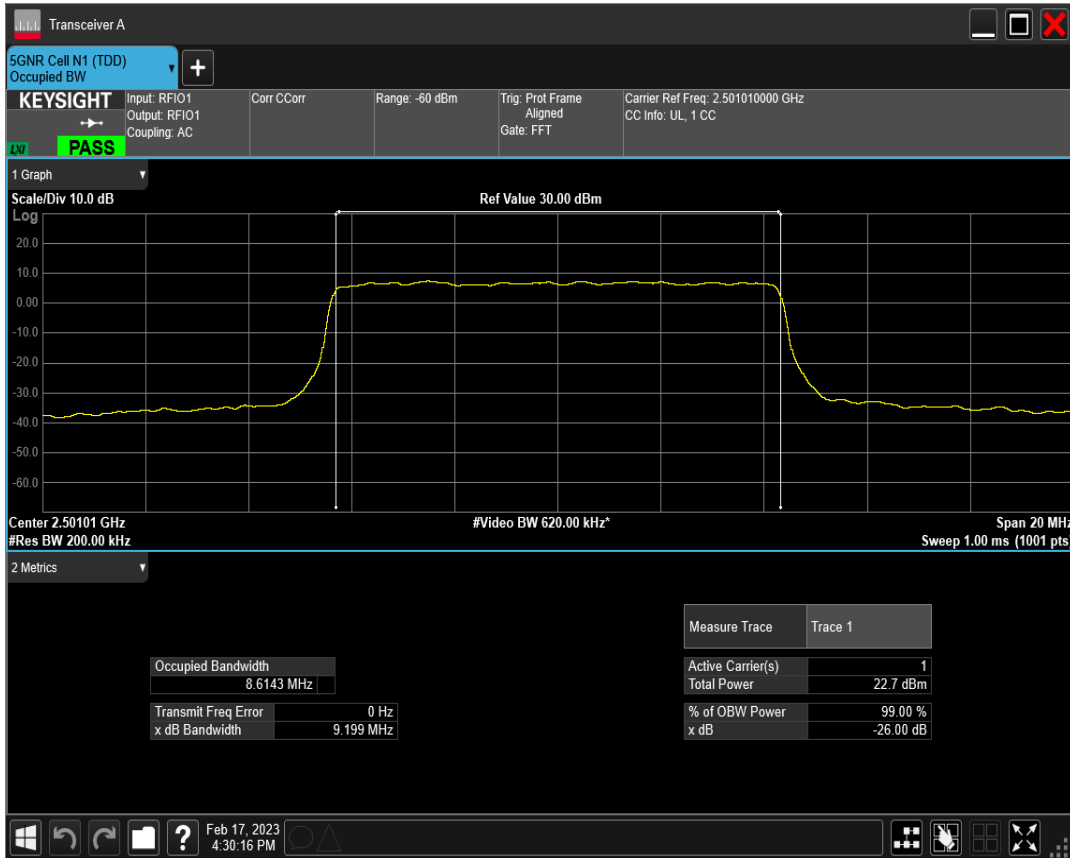 Transceiver A
5GNR Cell N1 (TDD)
Occupied BW
+
KEYSIGHT
LXI
PASS
Input: RFIO1
Output: RFIO1
Coupling: AC
Corr CCorr
Range: -60 dBm
Trig: Prot Frame
Aligned
Gate: FFT
Carrier Ref Freq: 2.501010000 GHz
CC Info: UL, 1 CC
1 Graph
Scale/Div 10.0 dB
Ref Value 30.00 dBm
Log
20.0
10.0
0.00
-10.0
-20.0
-30.0
-40.0
-50.0
-60.0
Center 2.50101 GHz
#Video BW 620.00 kHz*
Span 20 MHz
#Res BW 200.00 kHz
Sweep 1.00 ms (1001 pts)
2 Metrics
Measure Trace Trace 1
Occupied Bandwidth
8.6143 MHz
Active Carrier(s) 1
Total Power 22.7 dBm
Transmit Freq Error 0 Hz
x dB Bandwidth 9.199 MHz
% of OBW Power 99.00 %
x dB -26.00 dB
?
Feb 17, 2023
4:30:16 PM